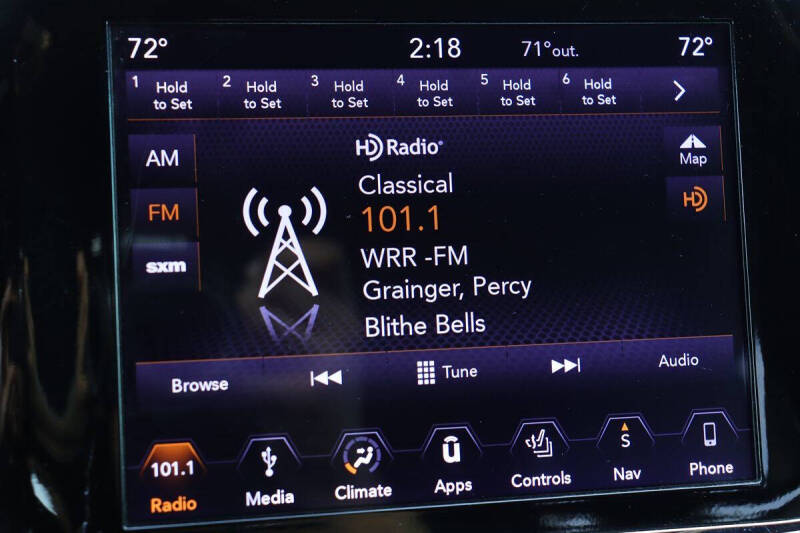 72° 2:18 71°out. 72°
1 Hold to Set 2 Hold to Set 3 Hold to Set 4 Hold to Set 5 Hold to Set 6 Hold to Set
HD Radio
AM
Map
Classical
FM
101.1
HD
WRR -FM
sxm
Grainger, Percy
Blithe Bells
Browse Tune Audio
101.1 S
Radio Media Climate Apps Controls Nav Phone